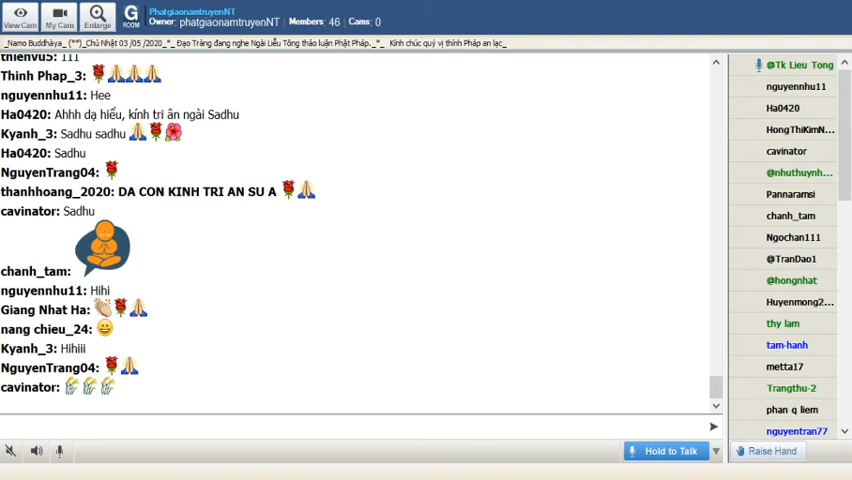 View Cam
My Cam
Enlarge
G
ROOM
PhatgiaonamtruyenNT
Owner: phatgiaonamtruyenNT Members: 46 Cams: 0
_Namo Buddhàya_ (**)_Chủ Nhật 03 /05 /2020_*_ Đạo Tràng đang nghe Ngài Liễu Tông thảo luận Phật Pháp._*_ Kính chúc quý vị thính Pháp an lạc_
thienvu5: 111
Thinh Phap_3:
nguyennhu11: Hee
Ha0420: Ahhh dạ hiểu, kính tri ân ngài Sadhu
Kyanh_3: Sadhu sadhu
Ha0420: Sadhu
NguyenTrang04:
thanhhoang_2020: DA CON KINH TRI AN SU A
cavinator: Sadhu
chanh_tam:
nguyennhu11: Hihi
Giang Nhat Ha:
nang chieu_24:
Kyanh_3: Hihiii
NguyenTrang04:
cavinator:
Hold to Talk
@Tk Lieu Tong
nguyennhu11
Ha0420
HongThiKimN...
cavinator
@nhuthuynh...
Pannaramsi
chanh_tam
Ngochan111
@TranDao1
@hongnhat
Huyenmong2...
thy lam
tam-hanh
metta17
Trangthu-2
phan q liem
nguyentran77
Raise Hand